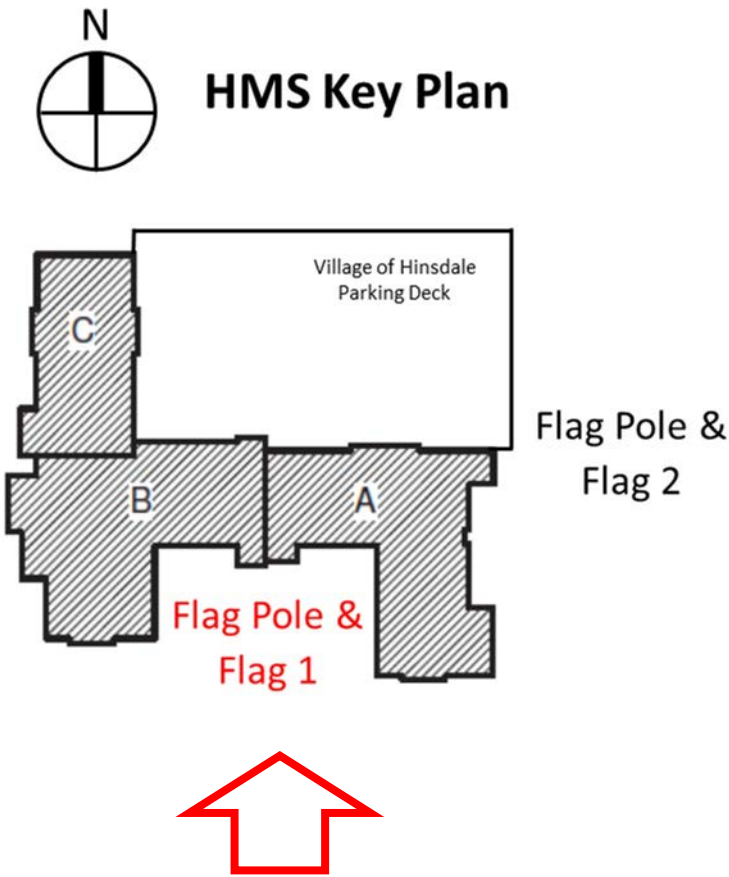 N
HMS Key Plan
Village of Hinsdale
Parking Deck
C
Flag Pole &
Flag 2
B
A
Flag Pole &
Flag 1